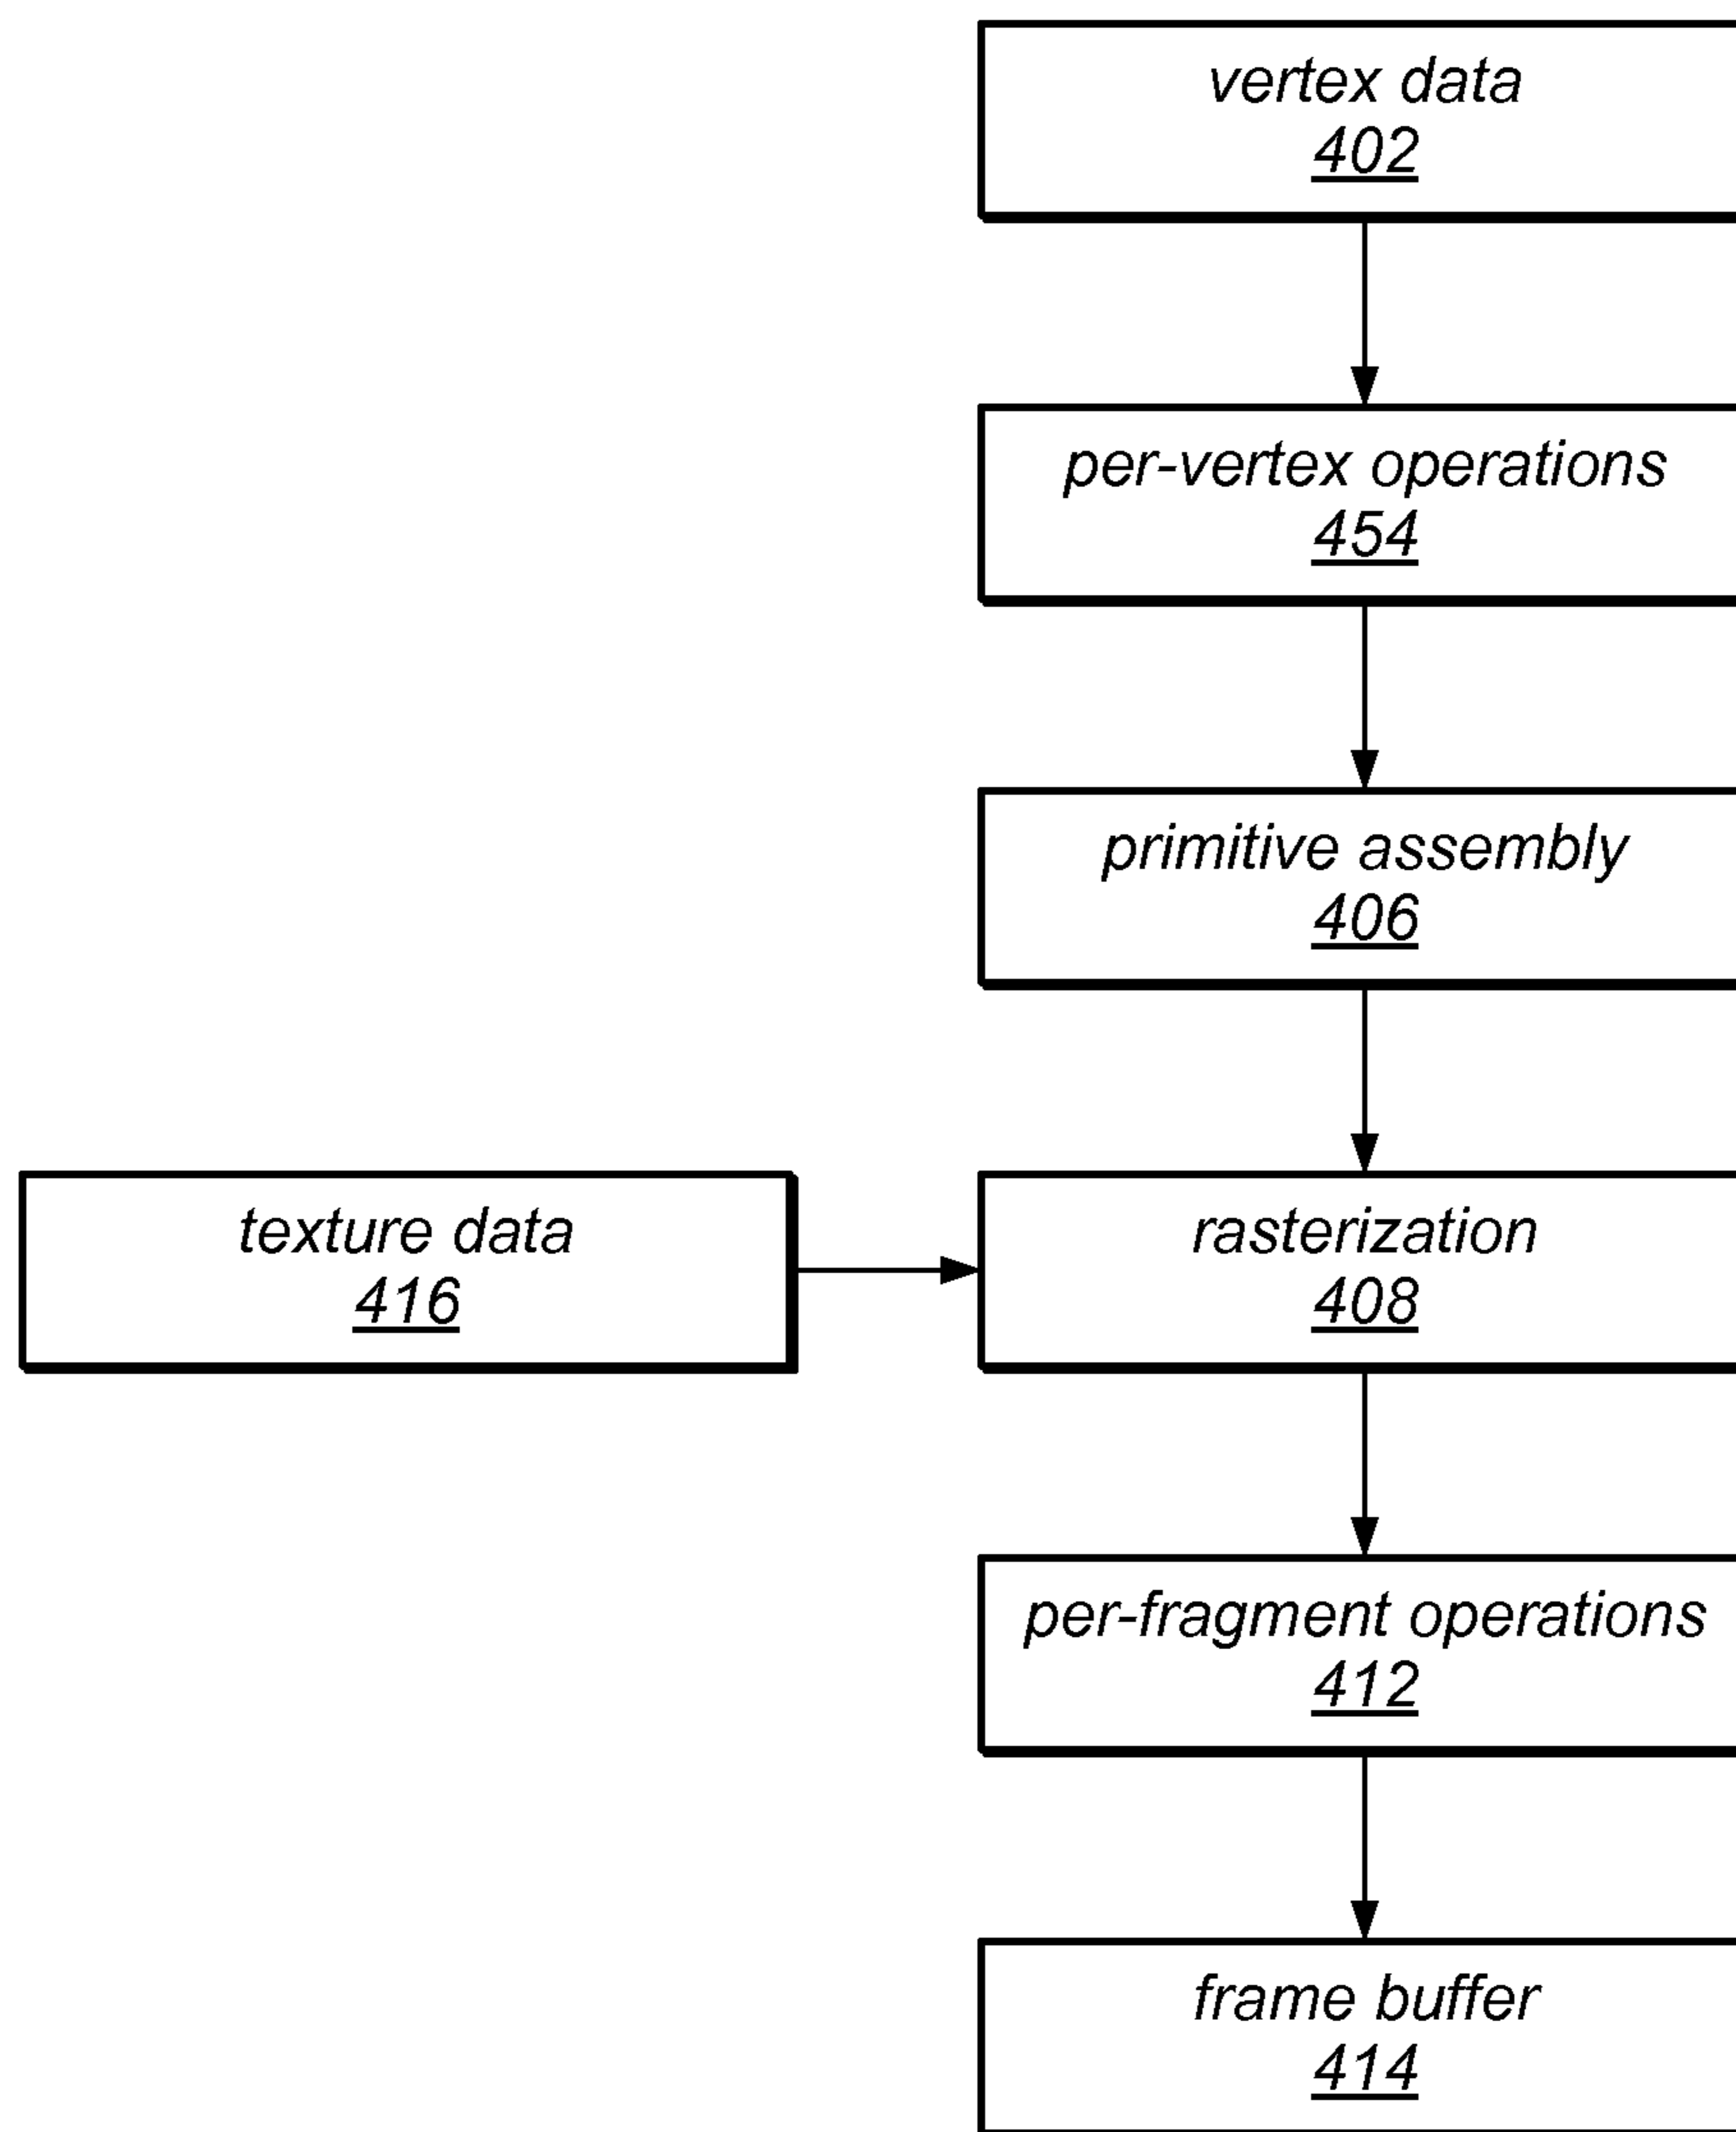 vertex data
402
per-vertex operations
454
primitive assembly
406
texture data
416
rasterization
408
per-fragment operations
412
frame buffer
414